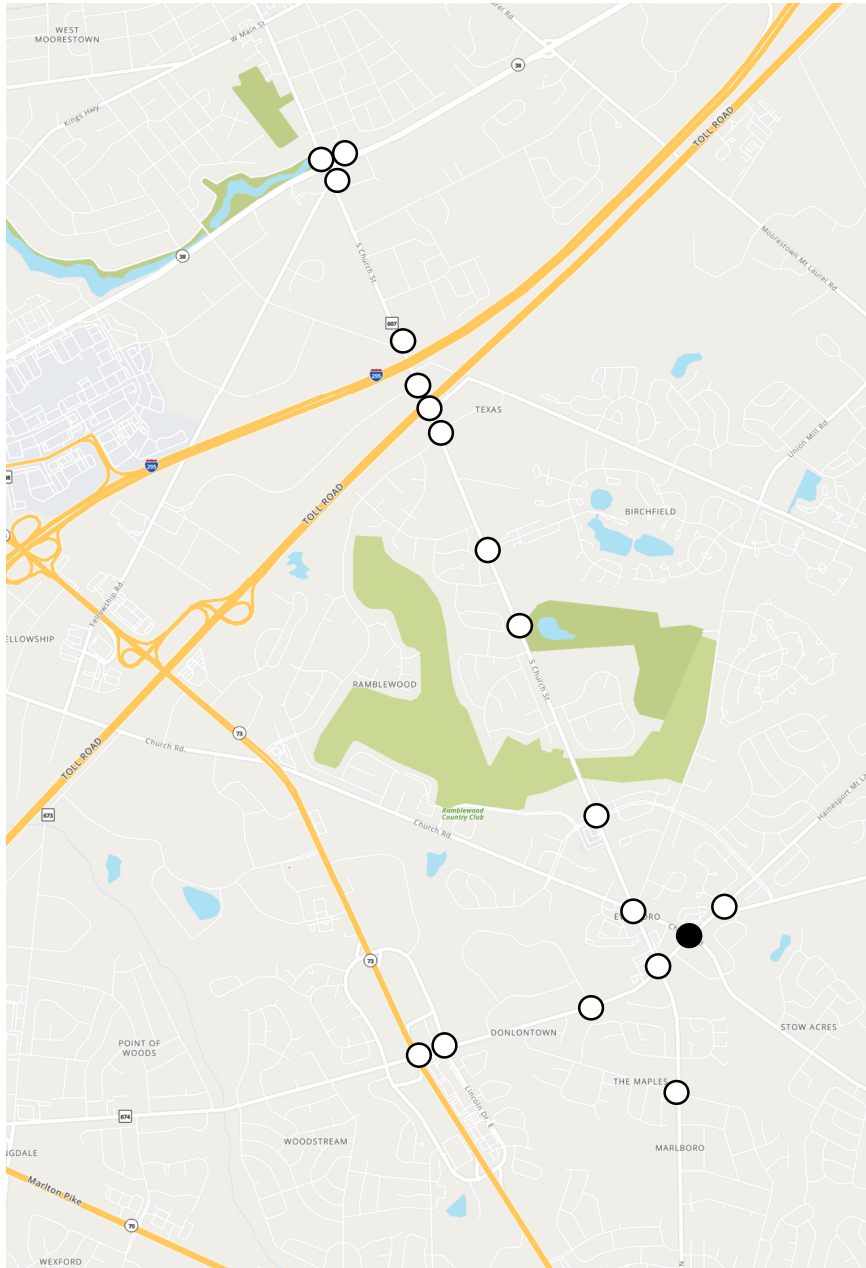 WEST
MOORESTOWN
W Main St.
38
TOLL ROAD
Kings Hwy.
38
S Church St.
Moorestown Mt Laurel Rd.
607
295
TEXAS
295
Union Mill Rd.
TOLL ROAD
BIRCHFIELD
Fellowship Rd.
ELLOWSHIP
S Church St.
RAMBLEWOOD
73
Church Rd.
TOLL ROAD
Hainesport Mt La
673
Ramblewood
Country Club
Church Rd.
73
DONLONTOWN
STOW ACRES
POINT OF
WOODS
THE MAPLES
Lincoln Dr. E
674
WOODSTREAM
MARLBORO
NGDALE
Marlton Pike
70
WEXFORD
N